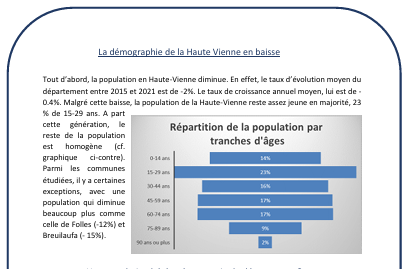 La démographie de la Haute Vienne en baisse
Tout d'abord, la population en Haute-Vienne diminue. En effet, le taux d'évolution moyen du
département entre 2015 et 2021 est de -2%. Le taux de croissance annuel moyen, lui est de -
0.4%. Malgré cette baisse, la population de la Haute-Vienne reste assez jeune en majorité, 23
% de 15-29 ans. A part
cette génération, le
reste de la population
est homogène (cf.
graphique ci-contre).
Parmi les communes
étudiées, il y a certaines
exceptions, avec une
population qui diminue
beaucoup plus comme
celle de Folles (-12%) et
Breuilaufa (- 15%).
Répartition de la population par
tranches d'âges
0-14 ans 14%
15-29 ans 23%
30-44 ans 16%
45-59 ans 17%
60-74 ans 17%
75-89 ans 9%
90 ans ou plus 2%